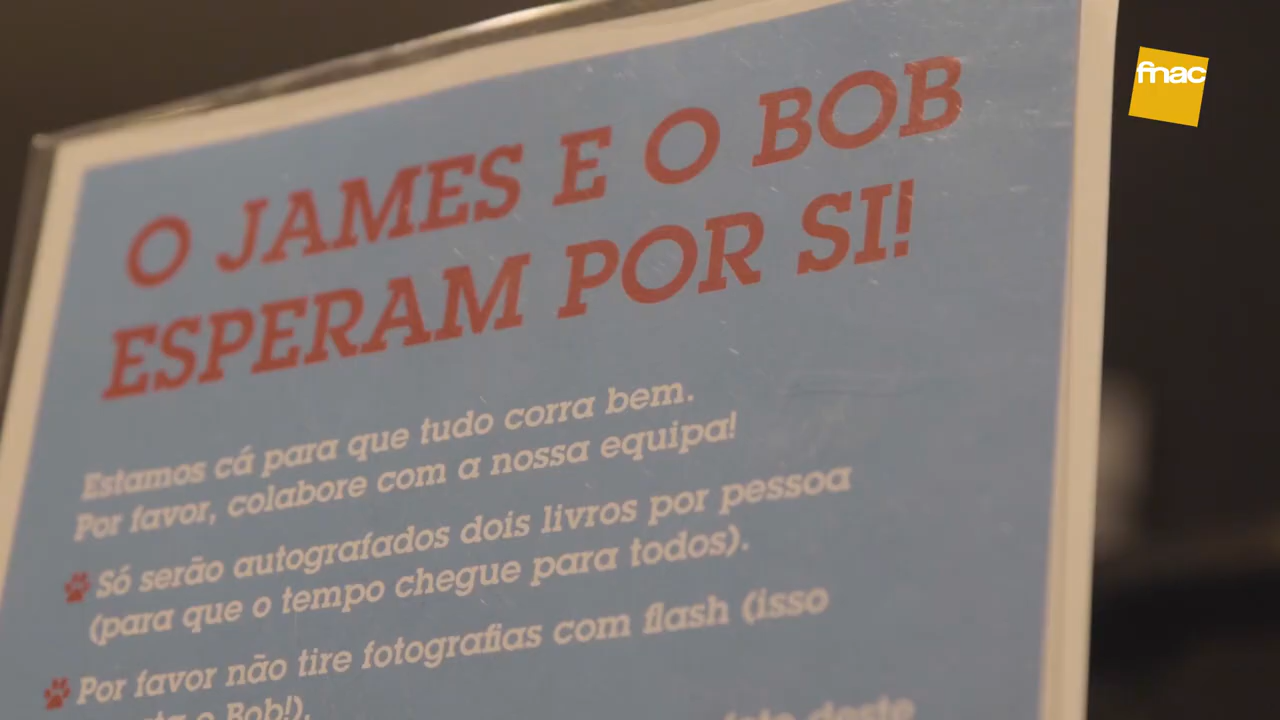 fnac
O JAMES E O BOB
ESPERAM POR SI!
Estamos cá para que tudo corra bem.
Por favor, colabore com a nossa equipa!
Só serão autografados dois livros por pessoa
(para que o tempo chegue para todos).
Por favor não tire fotografias com flash (isso
o Bob!).
deste